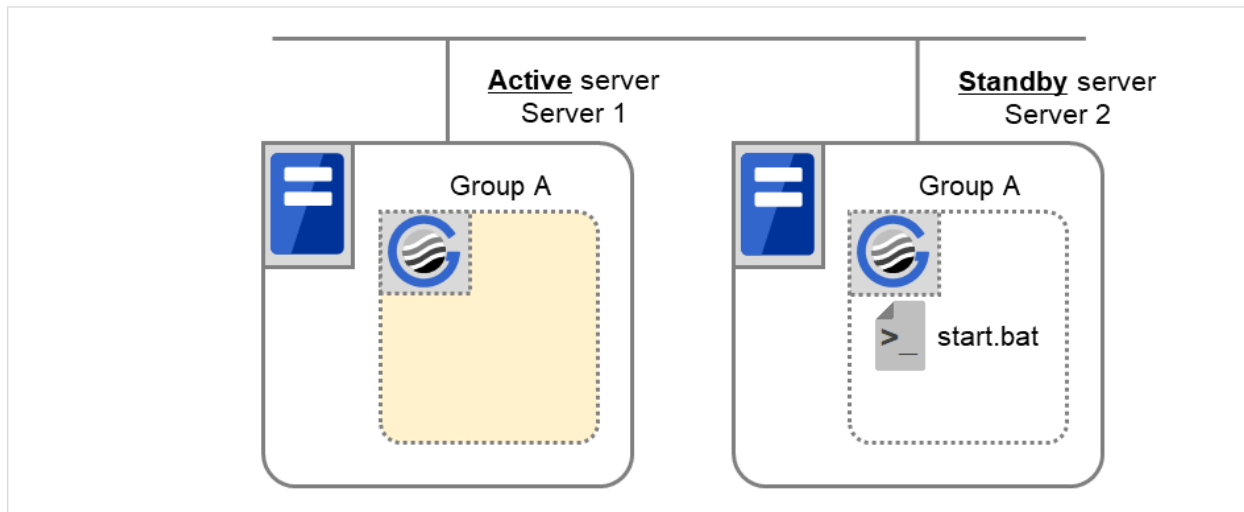 Active server
Server 1
Standby server
Server 2
Group A
Group A
>_ start.bat